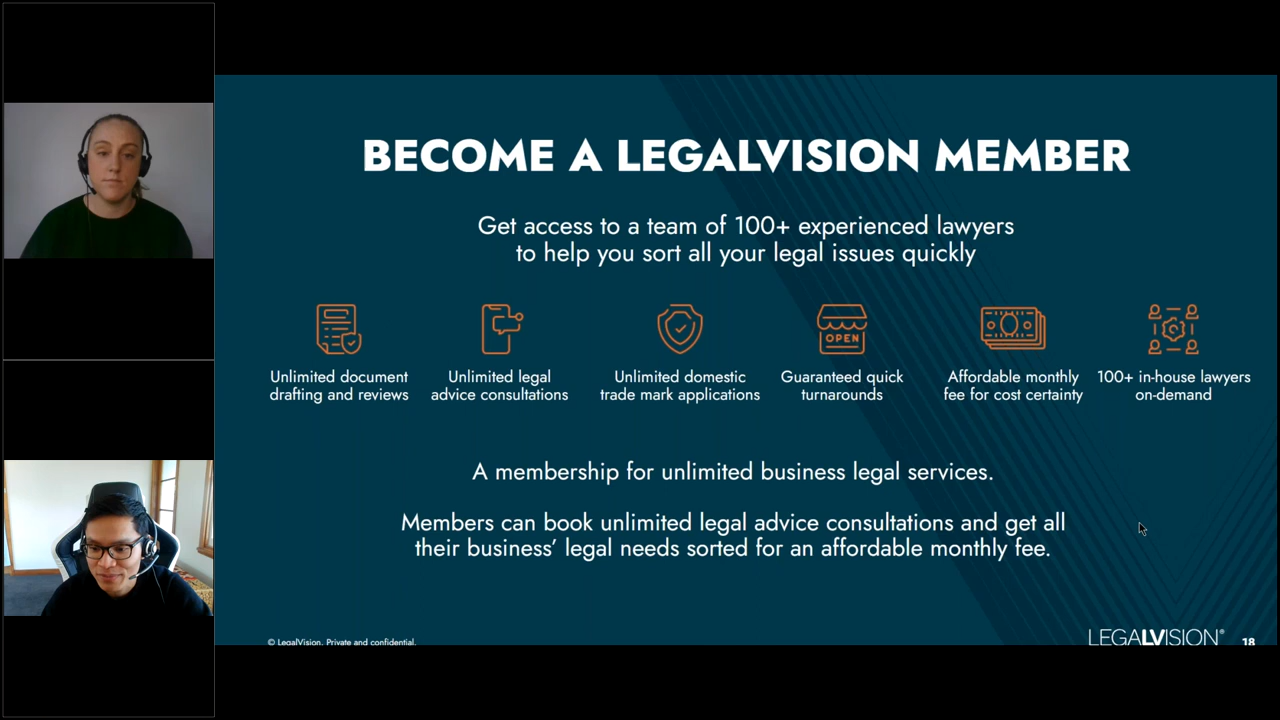 BECOME A LEGALVISION MEMBER
Get access to a team of 100+ experienced lawyers
to help you sort all your legal issues quickly
OPEN
Unlimited document
drafting and reviews
Unlimited legal
advice consultations
Unlimited domestic
trade mark applications
Guaranteed quick
turnarounds
Affordable monthly
fee for cost certainty
100+ in-house lawyers
on-demand
A membership for unlimited business legal services.
Members can book unlimited legal advice consultations and get all
their business’ legal needs sorted for an affordable monthly fee.
© LegalVision. Private and confidential.
LEGALVISION®
18